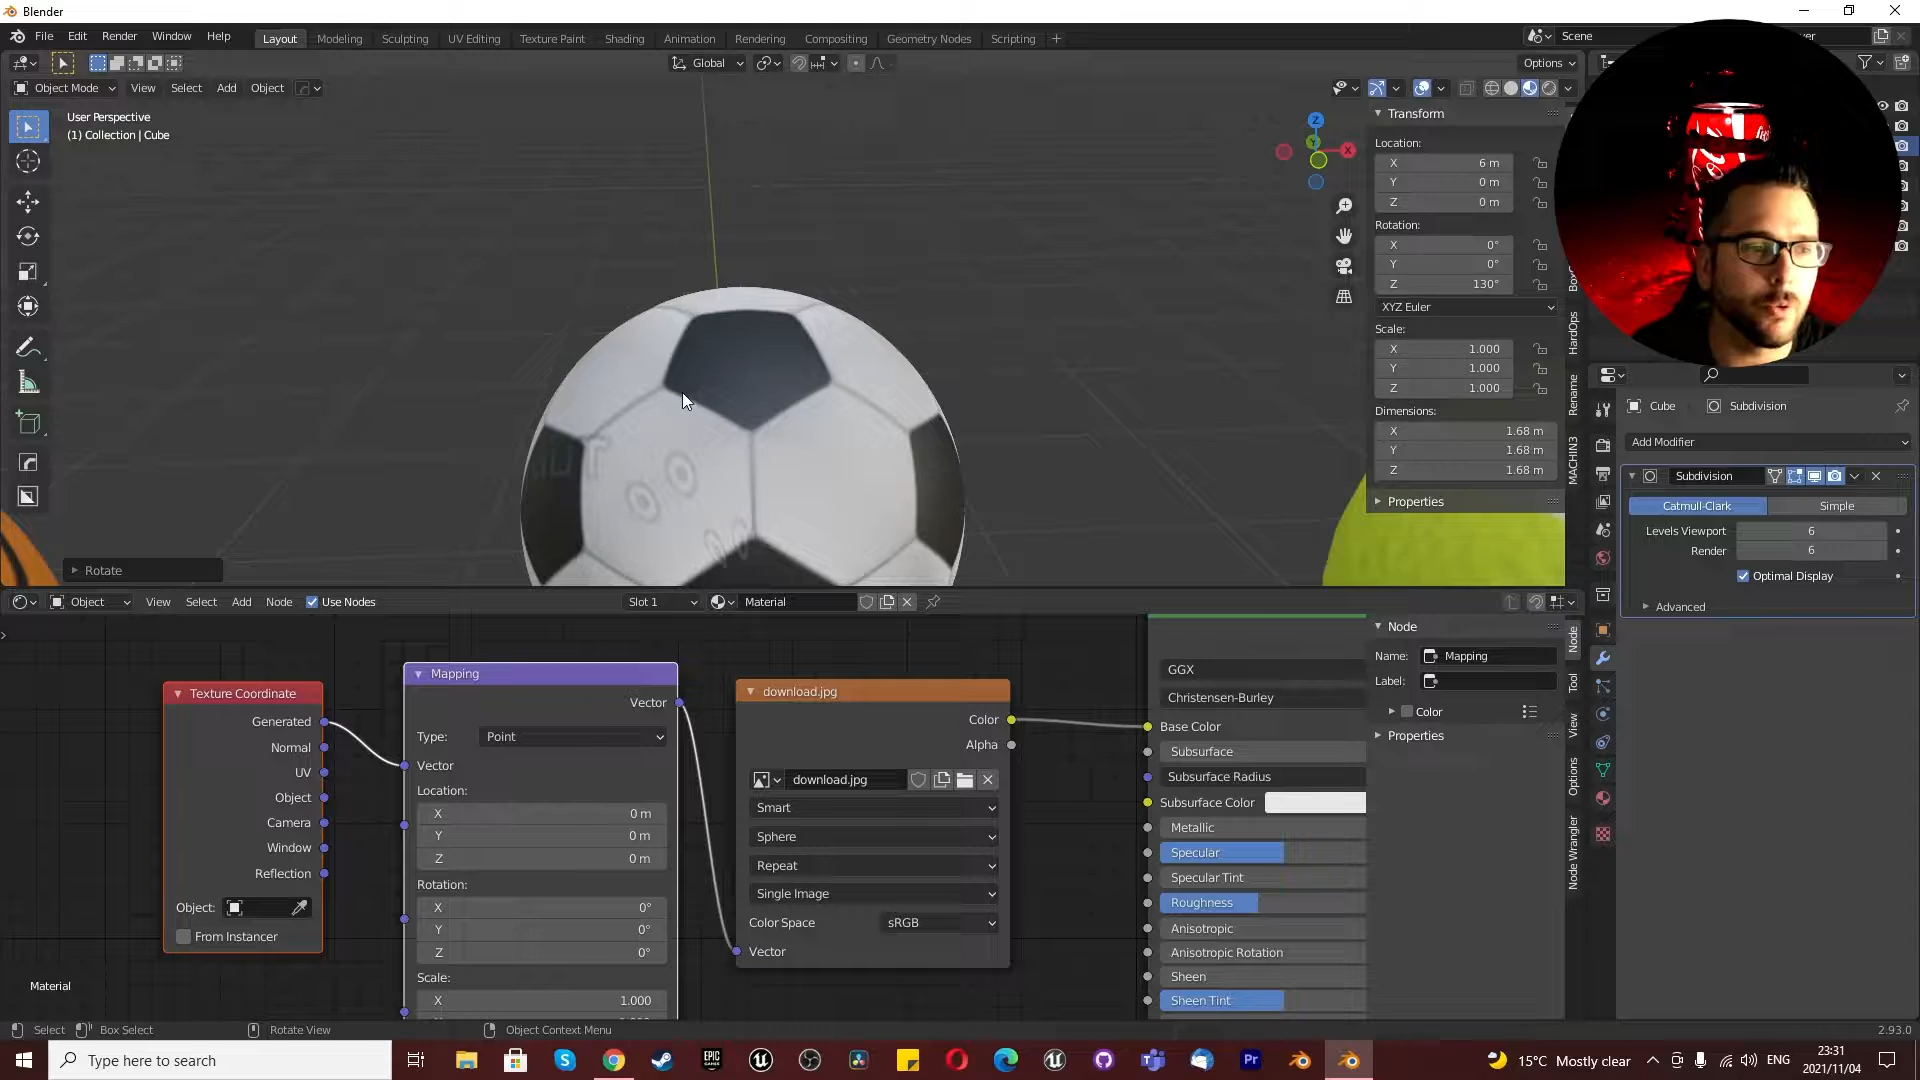 Blender
File Edit Render Window Help Layout Modeling Sculpting UV Editing Texture Paint Shading Animation Rendering Compositing Geometry Nodes Scripting + Scene
Global Options
Object Mode View Select Add Object
User Perspective
(1) Collection | Cube
Z
Y
X
Transform
Location:
X 6 m
Y 0 m
Z 0 m
Rotation:
X 0°
Y 0°
Z 130°
XYZ Euler
Scale:
X 1.000
Y 1.000
Z 1.000
Dimensions:
X 1.68 m
Y 1.68 m
Z 1.68 m
Properties
HardOps
Rename
MACHIN3
Rotate
Cube Subdivision
Add Modifier
Subdivision
Catmull-Clark Simple
Levels Viewport 6
Render 6
Optimal Display
Advanced
Object View Select Add Node Use Nodes Slot 1 Material
Texture Coordinate
Generated
Normal
UV
Object
Camera
Window
Reflection
Object:
From Instancer
Mapping
Vector
Type: Point
Vector
Location:
X 0 m
Y 0 m
Z 0 m
Rotation:
X 0°
Y 0°
Z 0°
Scale:
X 1.000
download.jpg
Color
Alpha
download.jpg
Smart
Sphere
Repeat
Single Image
Color Space sRGB
Vector
GGX
Christensen-Burley
Base Color
Subsurface
Subsurface Radius
Subsurface Color
Metallic
Specular
Specular Tint
Roughness
Anisotropic
Anisotropic Rotation
Sheen
Sheen Tint
Node
Name: Mapping
Label:
Color
Properties
Node
Tool
View
Options
Node Wrangler
Material
Select Box Select Rotate View Object Context Menu 2.93.0
Type here to search
EPIC GAMES
Pr
15°C Mostly clear ENG
23:31
2021/11/04